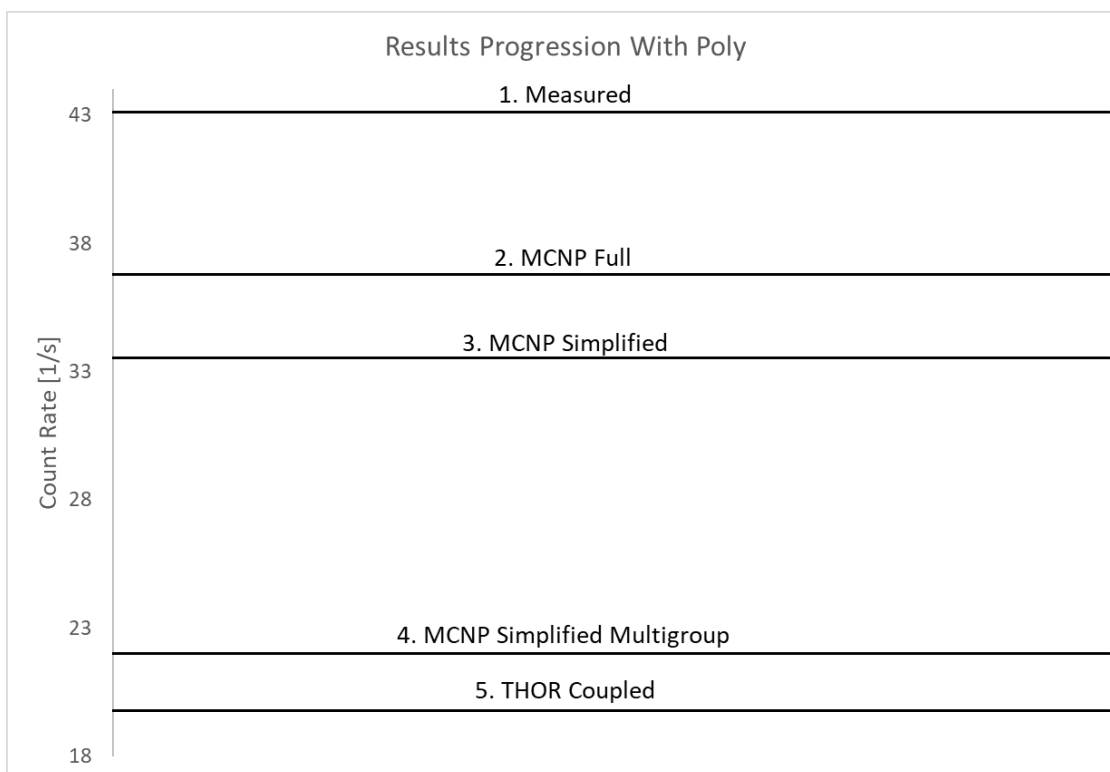 Results Progression With Poly
1. Measured
43
38
2. MCNP Full
3. MCNP Simplified
33
Count Rate [1/s]
28
23
4. MCNP Simplified Multigroup
5. THOR Coupled
18